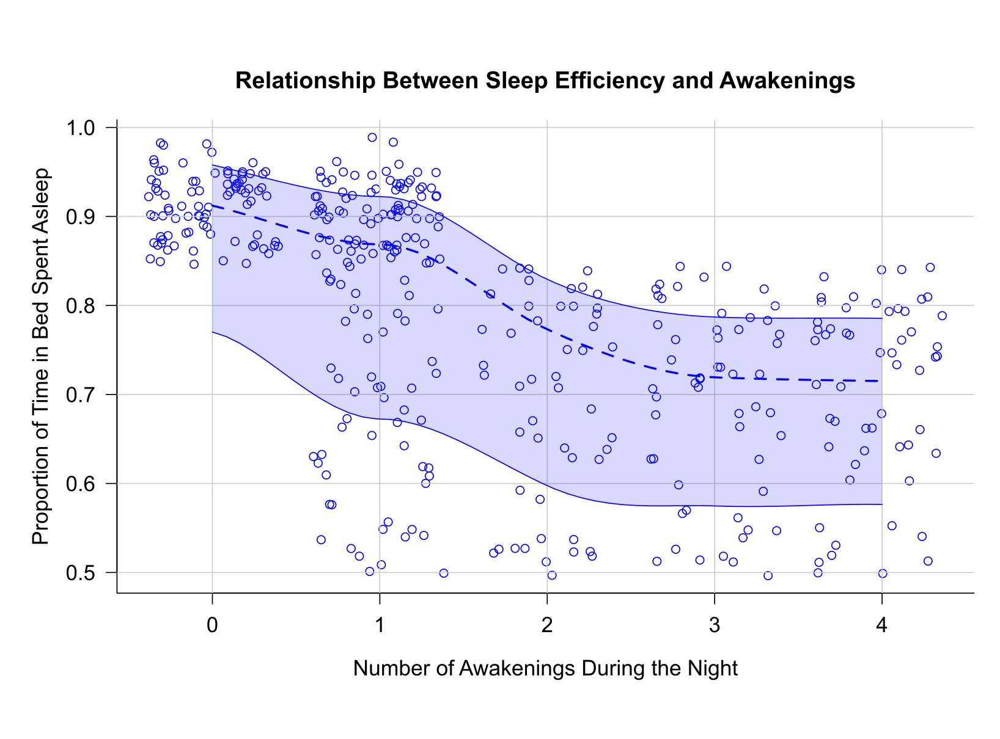 Relationship Between Sleep Efficiency and Awakenings
Proportion of Time in Bed Spent Asleep
1.0
0.9
0.8
0.7
0.6
0.5
0 1 2 3 4
Number of Awakenings During the Night